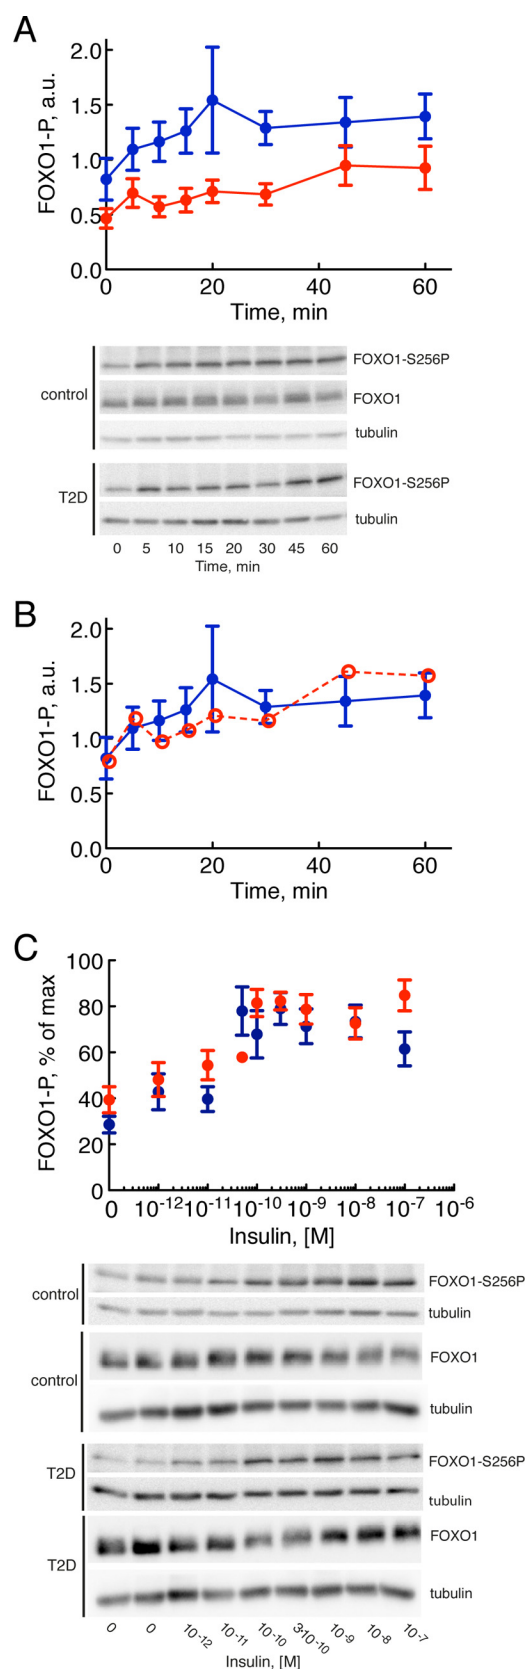 A
FOXO1-P, a.u.
2.0
1.5
1.0
0.5
0.0
0 20 40 60
Time, min
control
FOXO1-S256P
FOXO1
tubulin
T2D
FOXO1-S256P
tubulin
0 5 10 15 20 30 45 60
Time, min
B
FOXO1-P, a.u.
2.0
1.5
1.0
0.5
0.0
0 20 40 60
Time, min
C
FOXO1-P, % of max
100
80
60
40
20
0
0 10-12 10-11 10-10 10-9 10-8 10-7 10-6
Insulin, [M]
control
FOXO1-S256P
tubulin
control
FOXO1
tubulin
T2D
FOXO1-S256P
tubulin
T2D
FOXO1
tubulin
0 0 10-12 10-11 10-10 3·10-10 10-9 10-8 10-7
Insulin, [M]